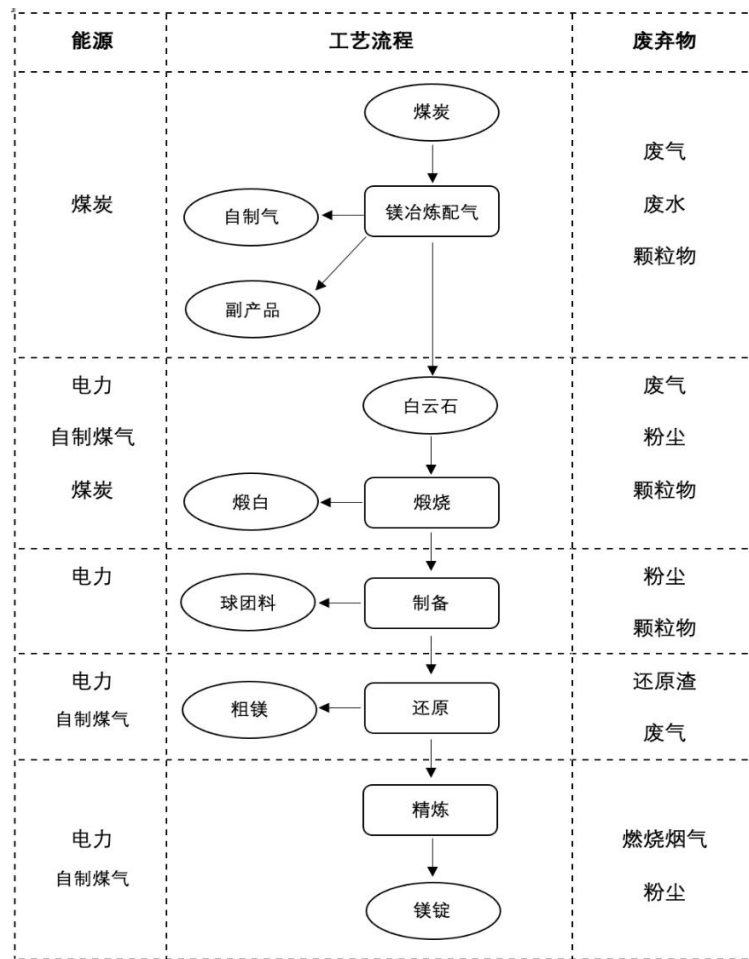 能源 工艺流程 废弃物
煤炭
废气
煤炭
废水
自制气
镁冶炼配气
颗粒物
副产品
电力
废气
白云石
自制煤气
粉尘
煤炭
颗粒物
煅白
煅烧
电力
粉尘
球团料
制备
颗粒物
电力
还原渣
自制煤气
粗镁
还原
废气
精炼
电力
燃烧烟气
自制煤气
粉尘
镁锭